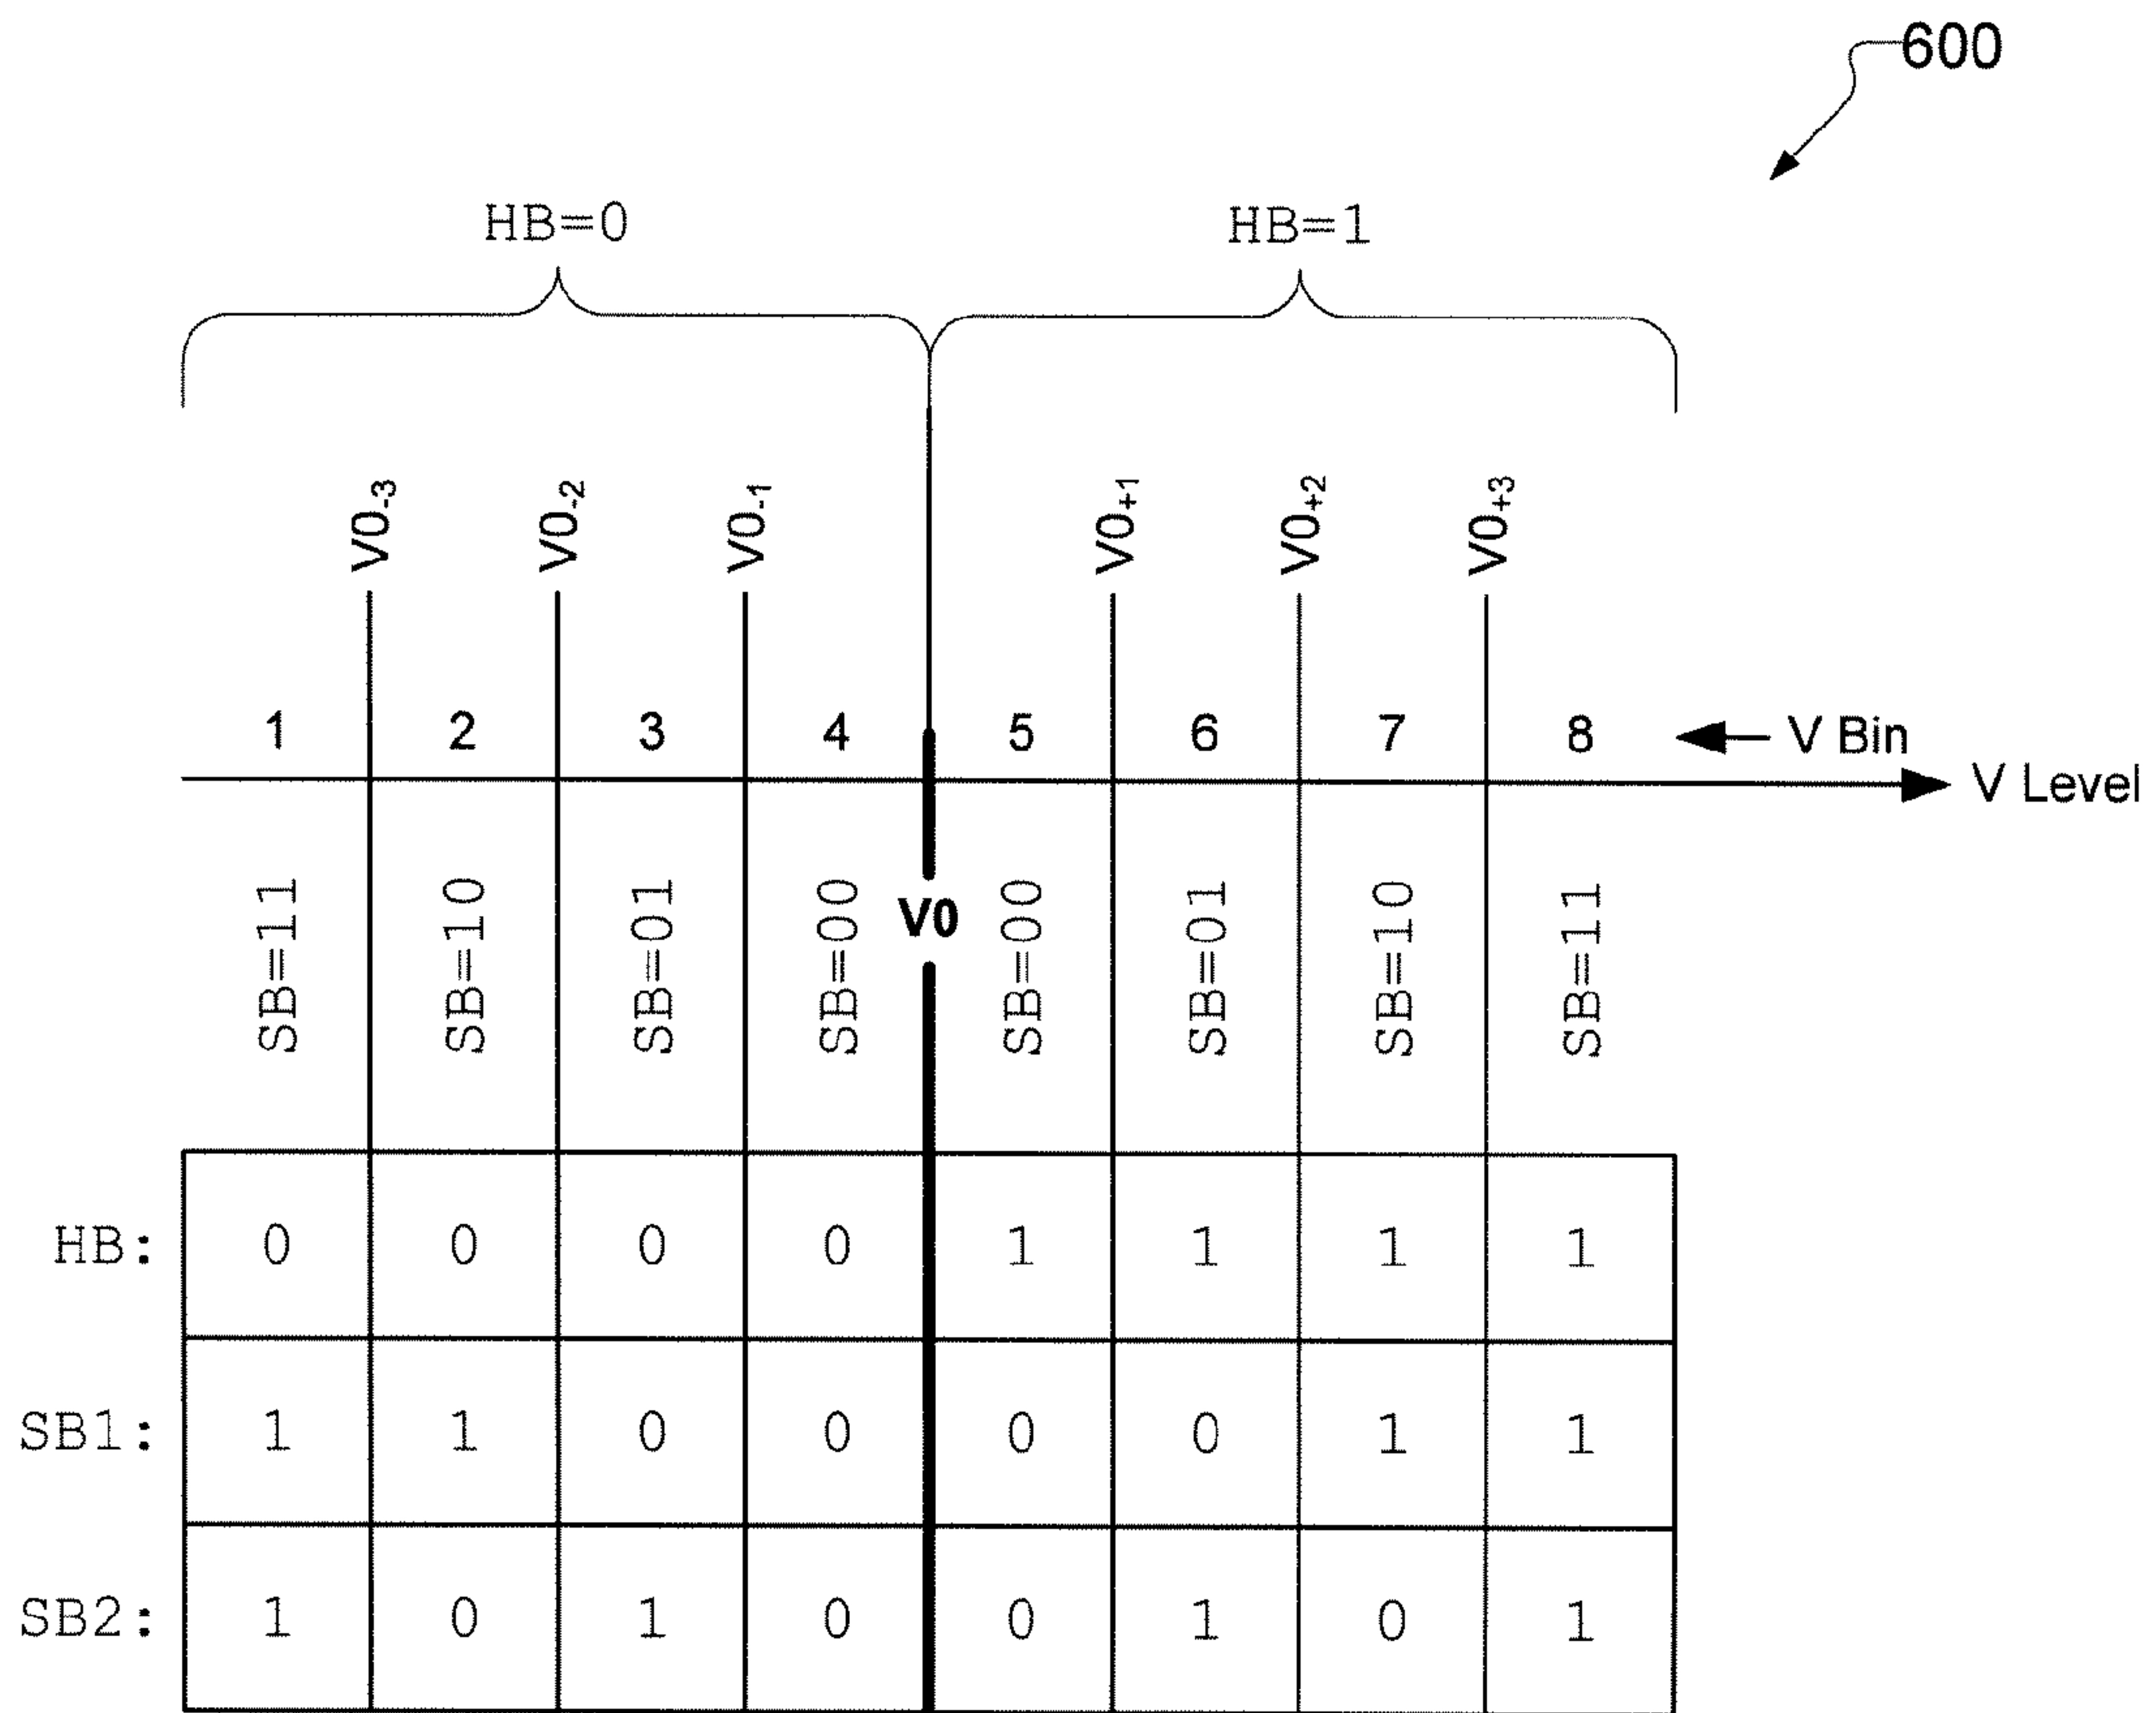 600
HB=0 HB=1
V0-3 V0-2 V0-1 V0+1 V0+2 V0+3
1 2 3 4 5 6 7 8 V Bin
V Level
SB=11 SB=10 SB=01 SB=00 V0 SB=00 SB=01 SB=10 SB=11
HB: 0 0 0 0 1 1 1 1
SB1: 1 1 0 0 0 0 1 1
SB2: 1 0 1 0 0 1 0 1